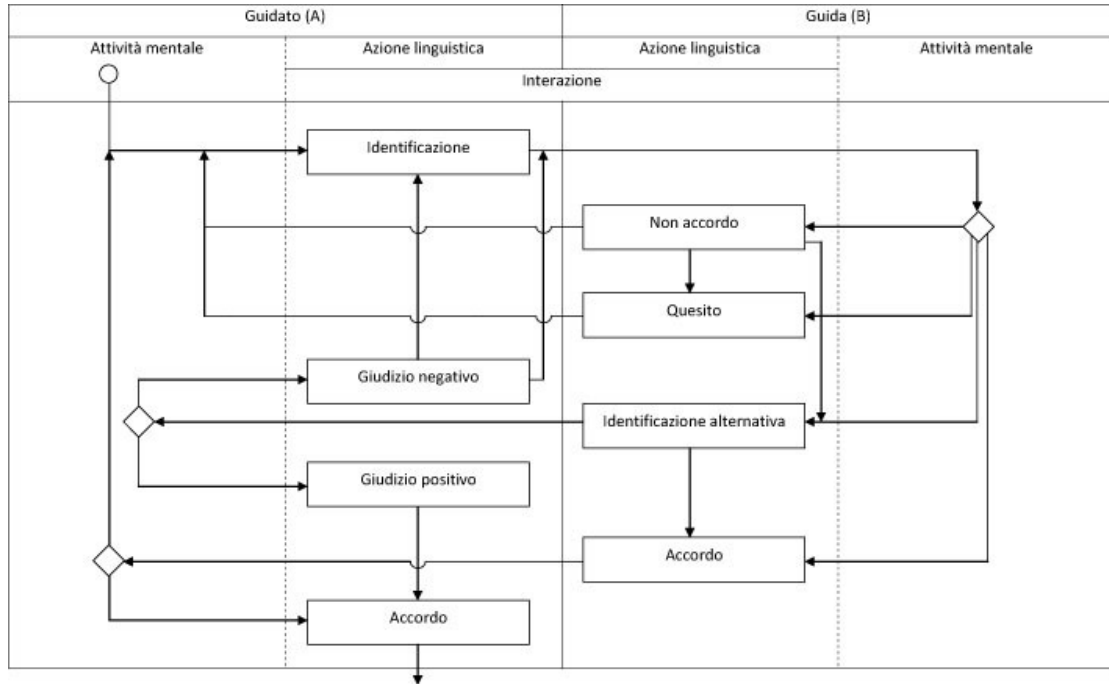 Guidato (A)
Guida (B)
Attività mentale
Azione linguistica
Azione linguistica
Attività mentale
Interazione
Identificazione
Non accordo
Quesito
Giudizio negativo
Identificazione alternativa
Giudizio positivo
Accordo
Accordo